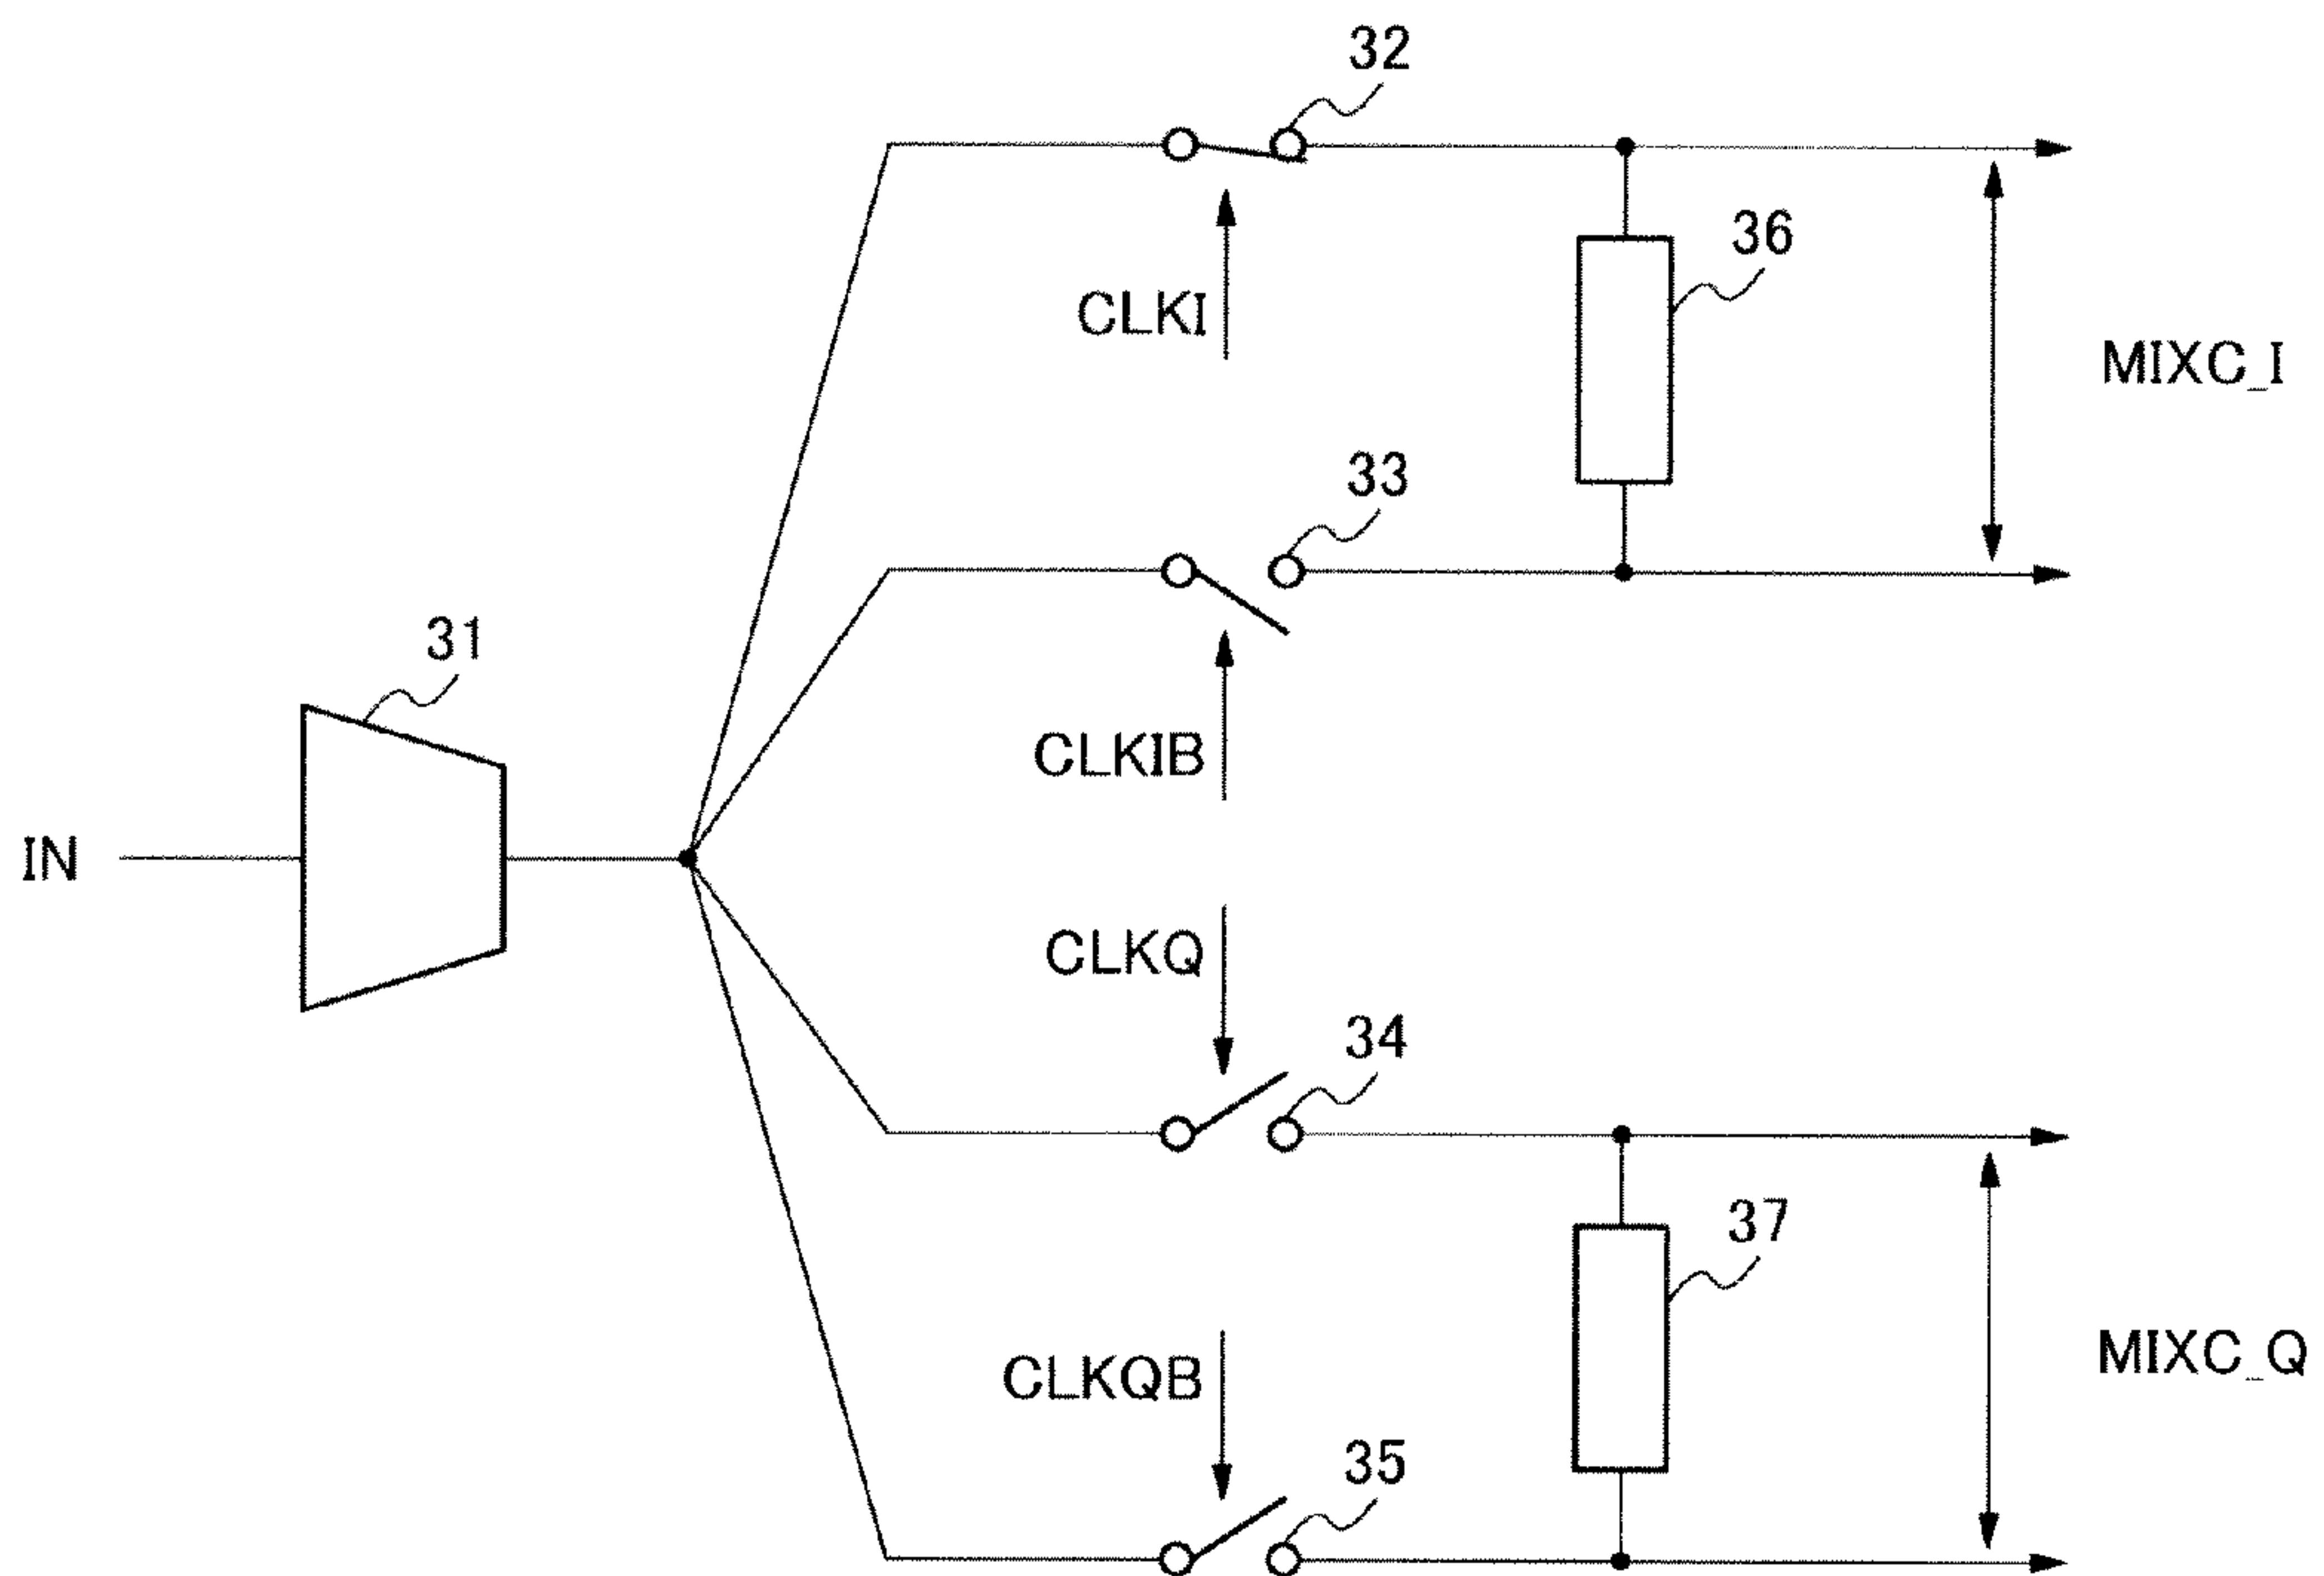 32
36
CLKI
MIXC_I
33
31
CLKIB
IN
CLKQ
34
37
CLKQB
MIXC_Q
35